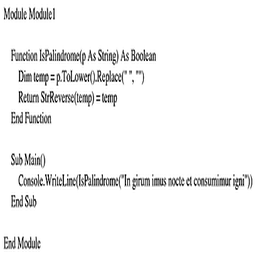 Module Module1
Function IsPalindrome(p As String) As Boolean
Dim temp = p.ToLower().Replace(" ", "")
Return StrReverse(temp) = temp
End Function
Sub Main()
Console.WriteLine(IsPalindrome("In girum imus nocte et consumimur igni"))
End Sub
End Module